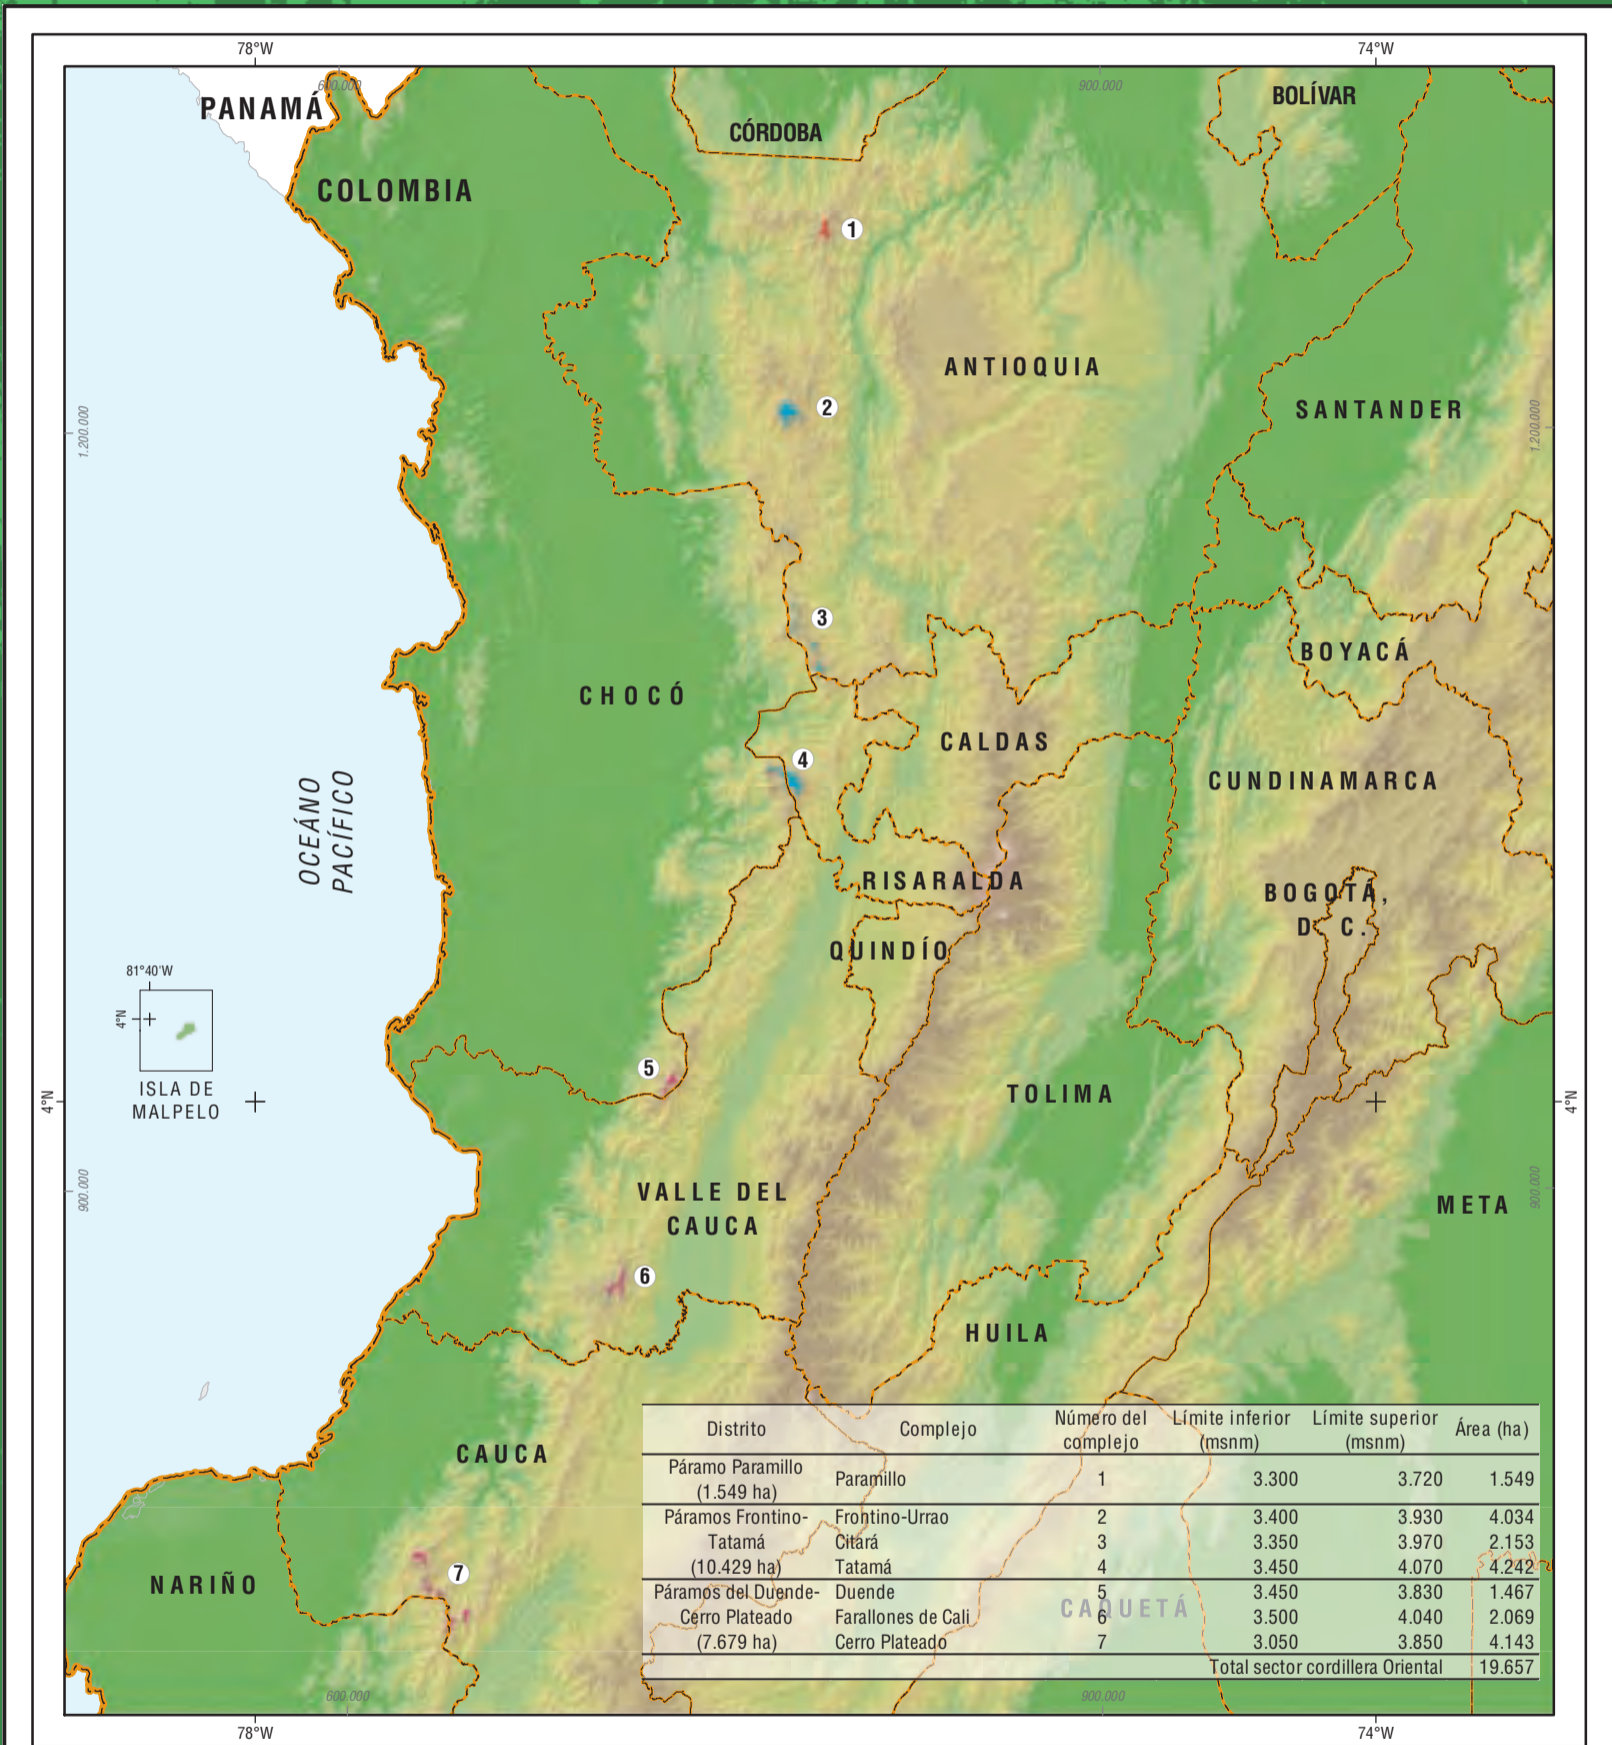 78°W
74°W
600.000
900.000
PANAMÁ
COLOMBIA
CÓRDOBA
BOLÍVAR
1
ANTIOQUIA
2
SANTANDER
1.200.000
1.200.000
3
BOYACÁ
CHOCÓ
CALDAS
4
CUNDINAMARCA
OCEÁNO
PACÍFICO
RISARALDA
BOGOTÁ,
D. C.
QUINDÍO
81°40'W
4°N
ISLA DE
MALPELO
5
4°N
TOLIMA
4°N
900.000
VALLE DEL
CAUCA
META
900.000
6
HUILA
CAUCA
NARIÑO
7
CAQUETÁ
Distrito Complejo Número del complejo Límite inferior (msnm) Límite superior (msnm) Área (ha)
Páramo Paramillo
(1.549 ha) Paramillo 1 3.300 3.720 1.549
Páramos Frontino- Frontino-Urrao 2 3.400 3.930 4.034
Tatamá Citará 3 3.350 3.970 2.153
(10.429 ha) Tatamá 4 3.450 4.070 4.242
Páramos del Duende- Duende 5 3.450 3.830 1.467
Cerro Plateado Farallones de Cali 6 3.500 4.040 2.069
(7.679 ha) Cerro Plateado 7 3.050 3.850 4.143
Total sector cordillera Oriental 19.657
600.000
900.000
78°W
74°W